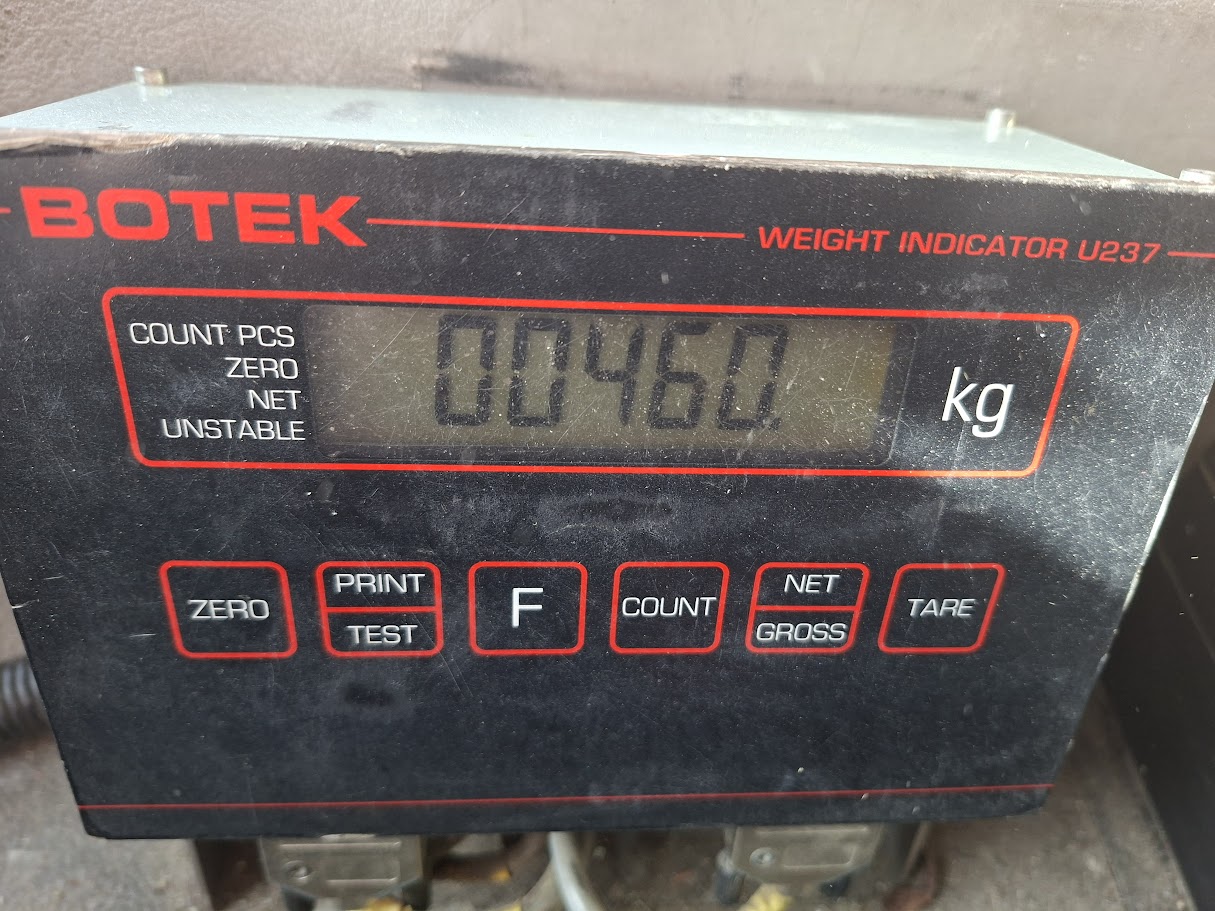 BOTEK
WEIGHT INDICATOR U237
COUNT PCS
ZERO
NET
UNSTABLE
00460.
kg
ZERO
PRINT
TEST
F
COUNT
NET
GROSS
TARE